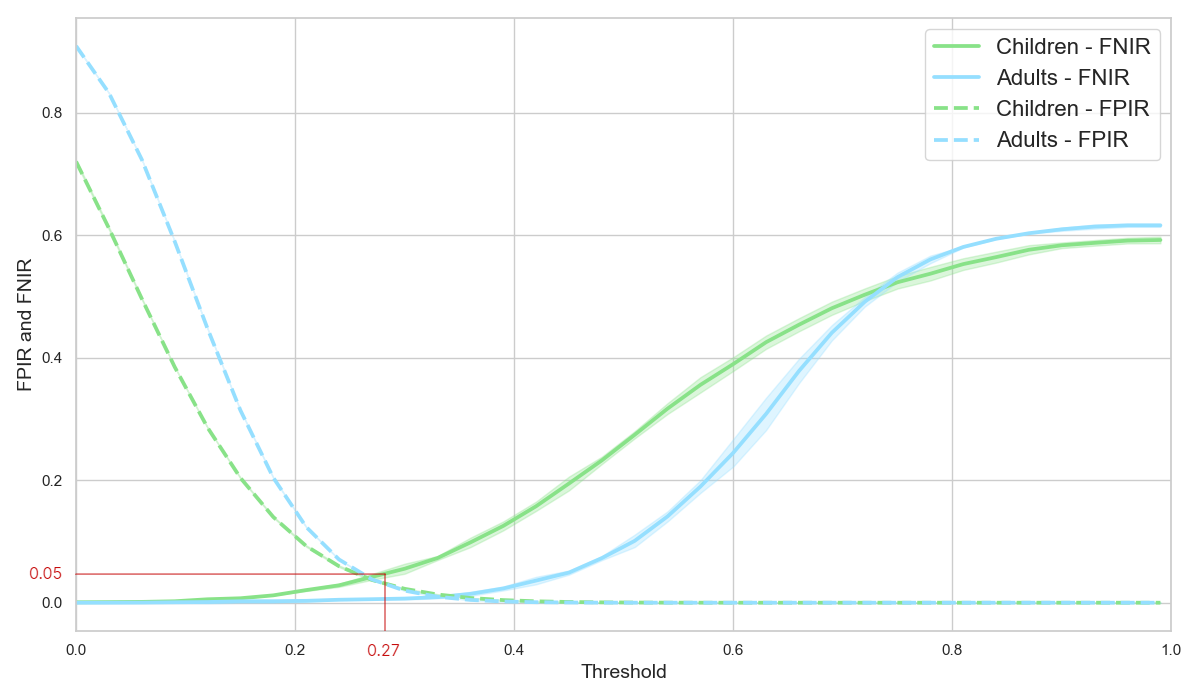 Children - FNIR
Adults - FNIR
Children - FPIR
Adults - FPIR
FPIR and FNIR
0.8
0.6
0.4
0.2
0.05
0.0
0.0
0.2
0.27
0.4
0.6
0.8
1.0
Threshold